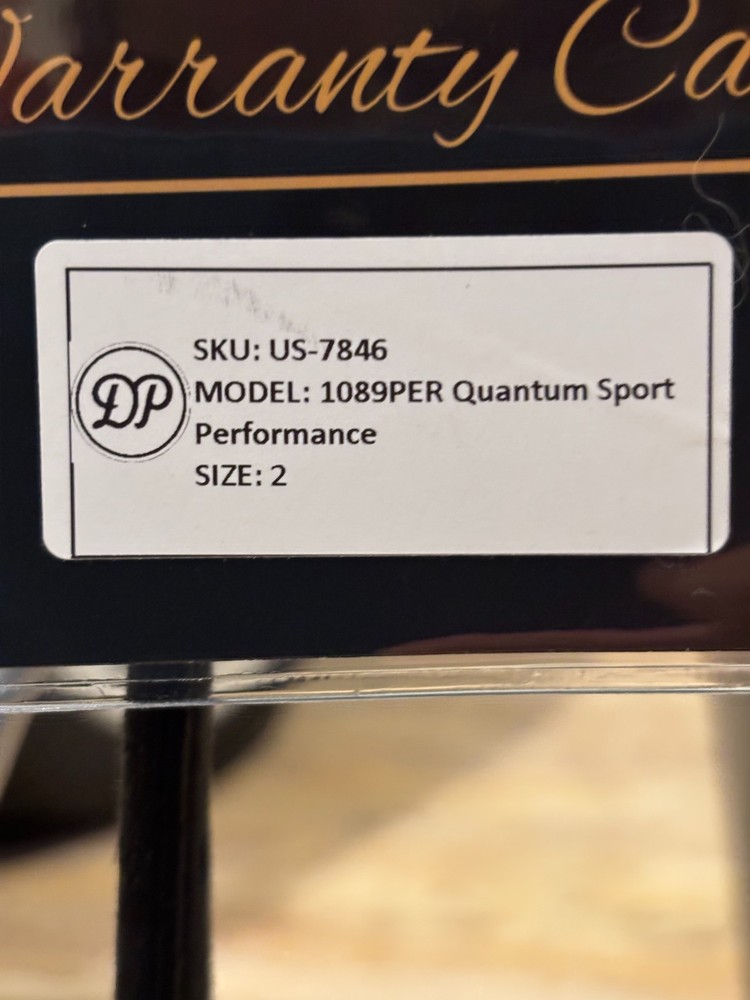 Warranty Ca
SKU: US-7846
DP
MODEL: 1089PER Quantum Sport
Performance
SIZE: 2